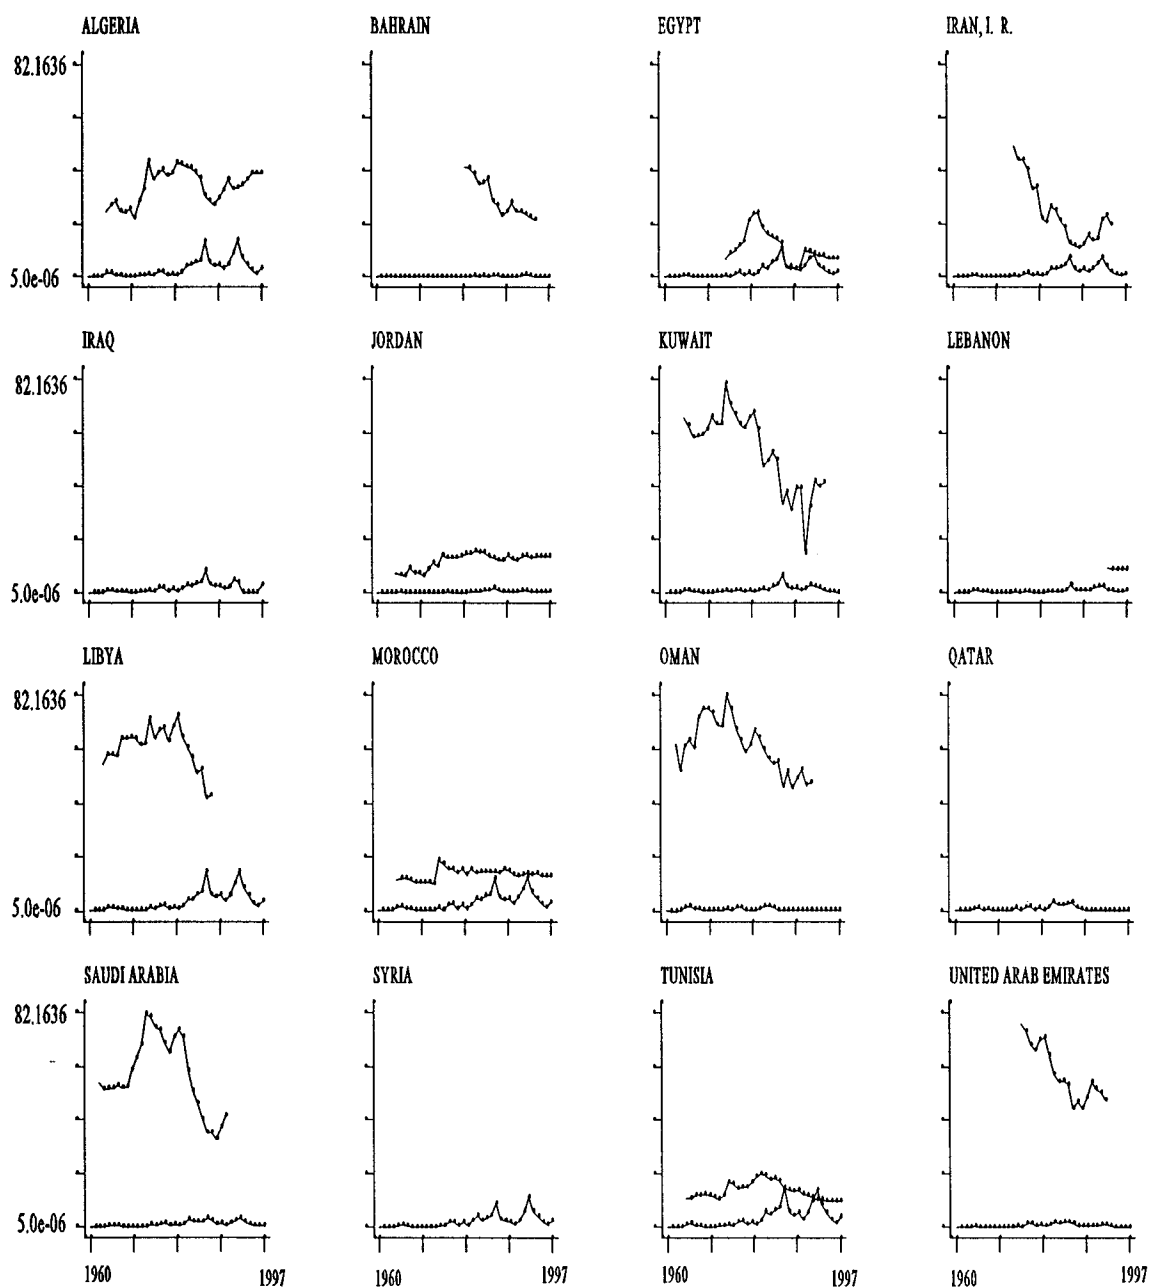 ALGERIA
BAHRAIN
EGYPT
IRAN, I. R.
82.1636
5.0e-06
IRAQ
JORDAN
KUWAIT
LEBANON
82.1636
5.0e-06
LIBYA
MOROCCO
OMAN
QATAR
82.1636
5.0e-06
SAUDI ARABIA
SYRIA
TUNISIA
UNITED ARAB EMIRATES
82.1636
5.0e-06
1960
1997
1960
1997
1960
1997
1960
1997